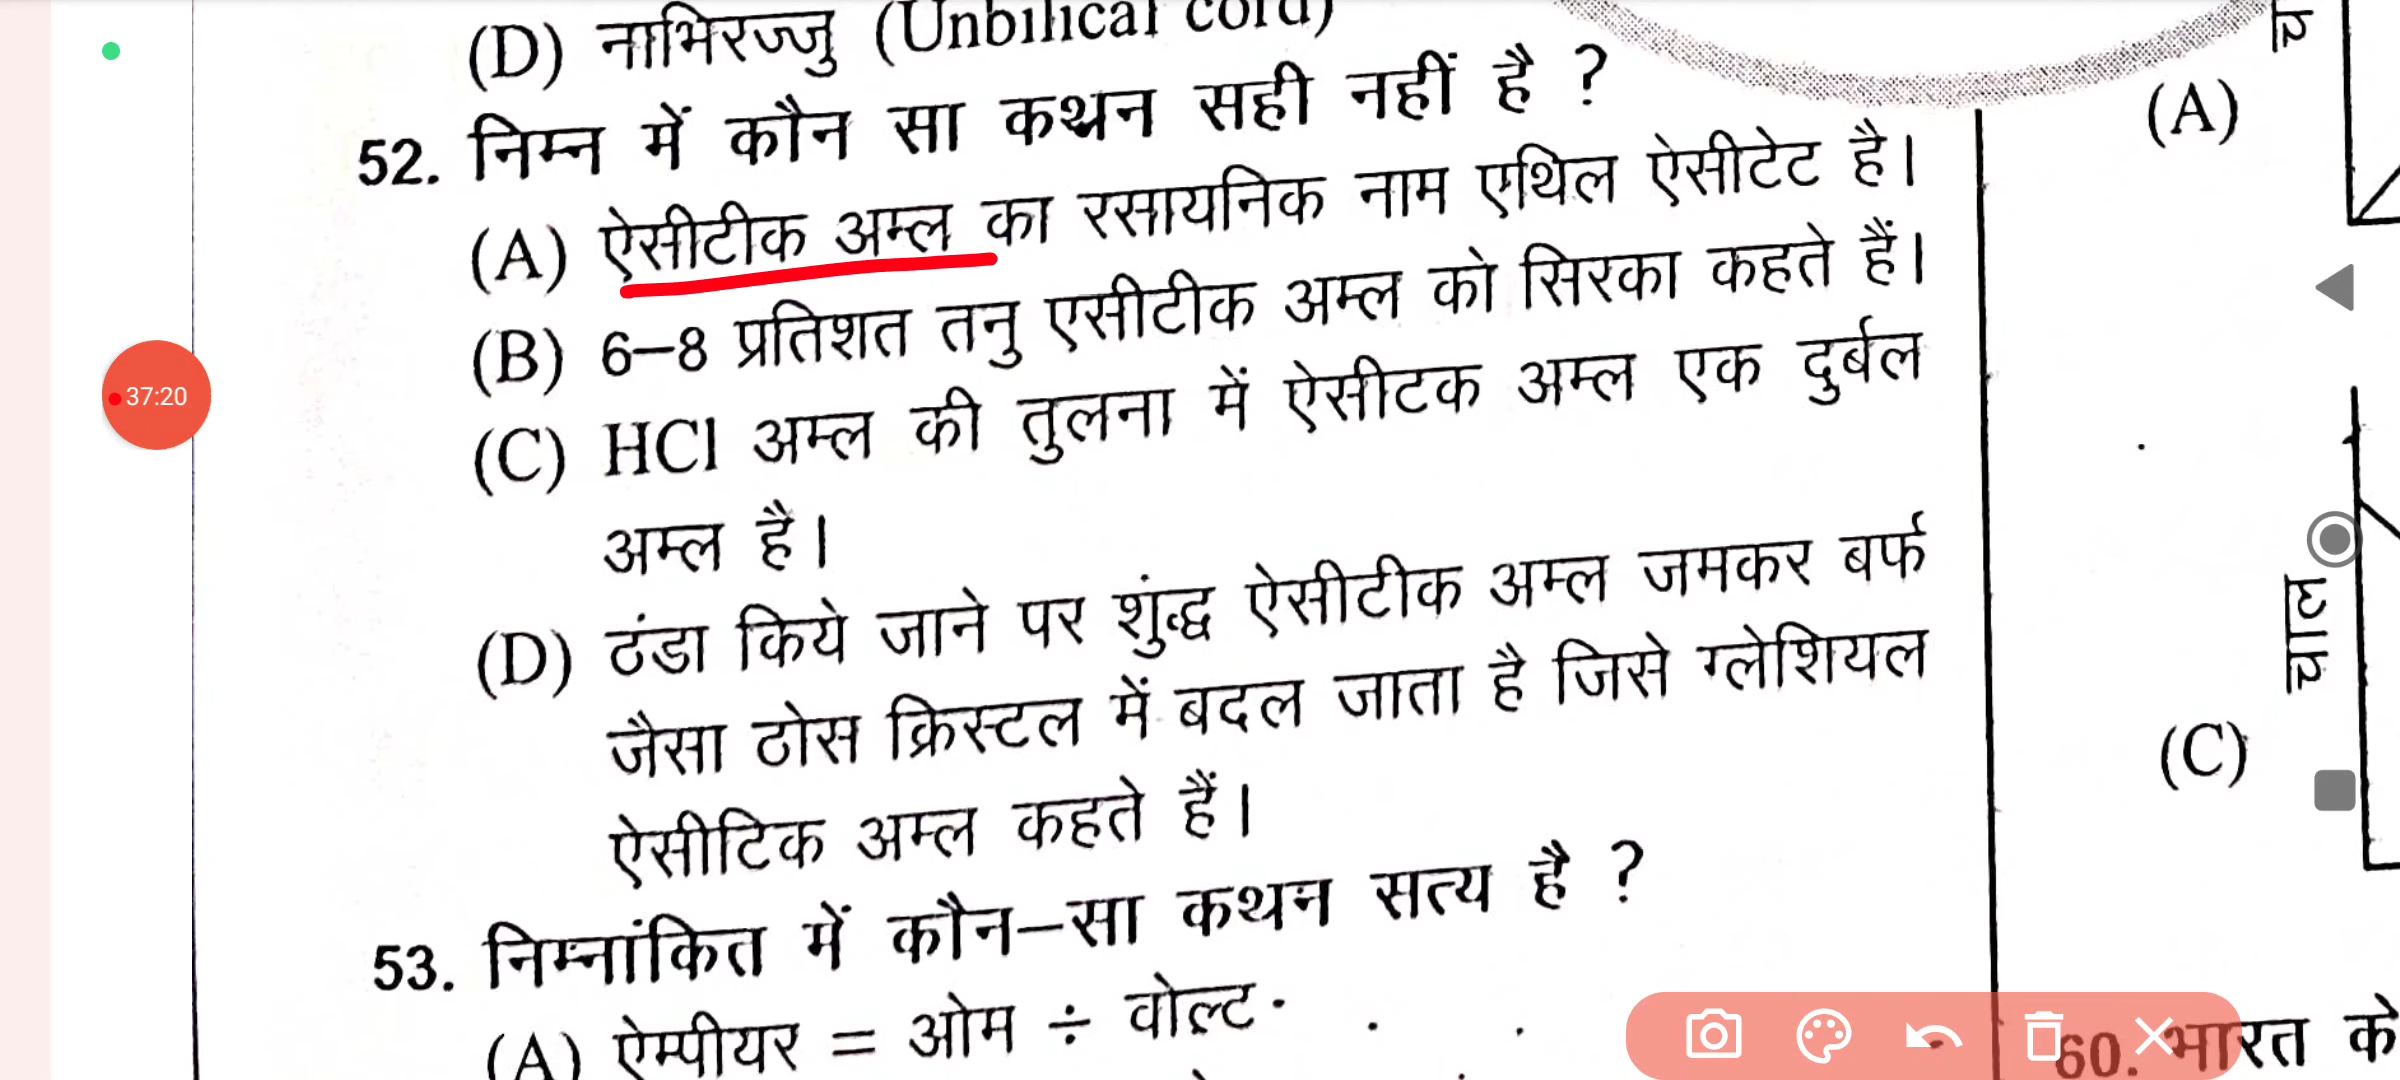 (D) नाभिरज्जु (Unbilical cord)
52. निम्न में कौन सा कथन सही नहीं है ?
(A) ऐसीटीक अम्ल का रसायनिक नाम एथिल ऐसीटेट है।
(B) 6–8 प्रतिशत तनु एसीटीक अम्ल को सिरका कहते हैं।
(C) HCl अम्ल की तुलना में ऐसीटक अम्ल एक दुर्बल
अम्ल है।
(D) ठंडा किये जाने पर शुंद्ध ऐसीटीक अम्ल जमकर बर्फ
जैसा ठोस क्रिस्टल में बदल जाता है जिसे ग्लेशियल
ऐसीटिक अम्ल कहते हैं।
53. निम्नांकित में कौन–सा कथन सत्य है ?
(A) ऐम्पीयर = ओम ÷ वोल्ट
(A)
(C)
60. भारत के
37:20